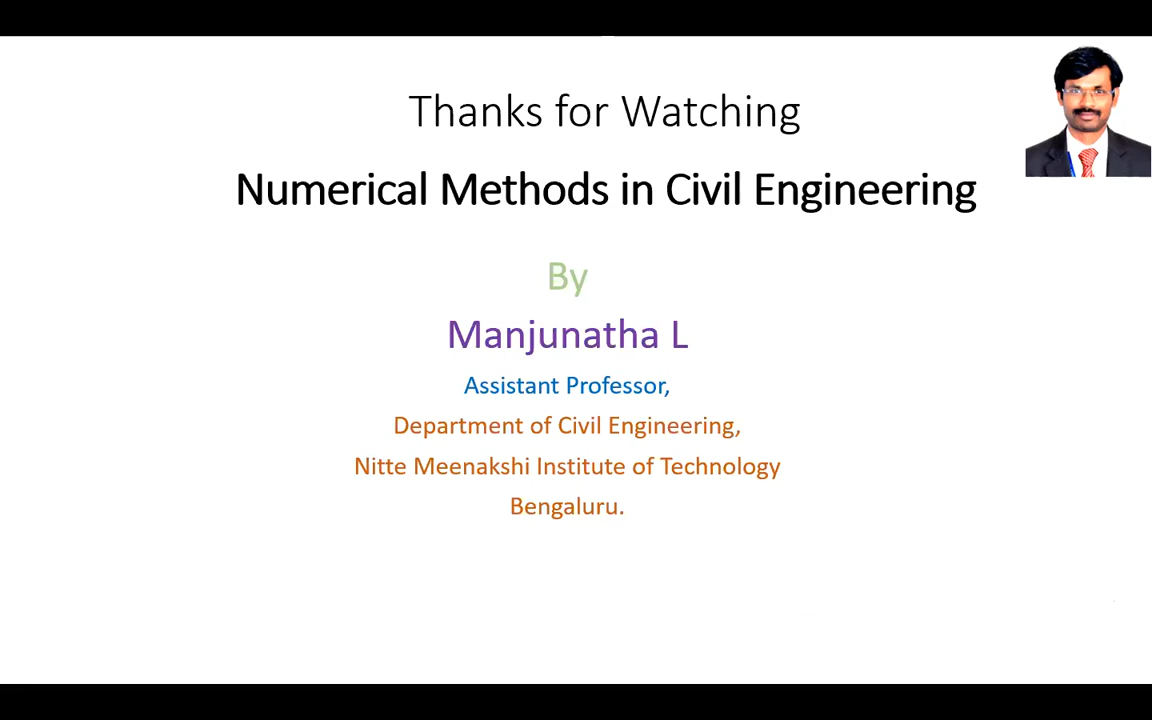 Thanks for Watching
Numerical Methods in Civil Engineering
By
Manjunatha L
Assistant Professor,
Department of Civil Engineering,
Nitte Meenakshi Institute of Technology
Bengaluru.